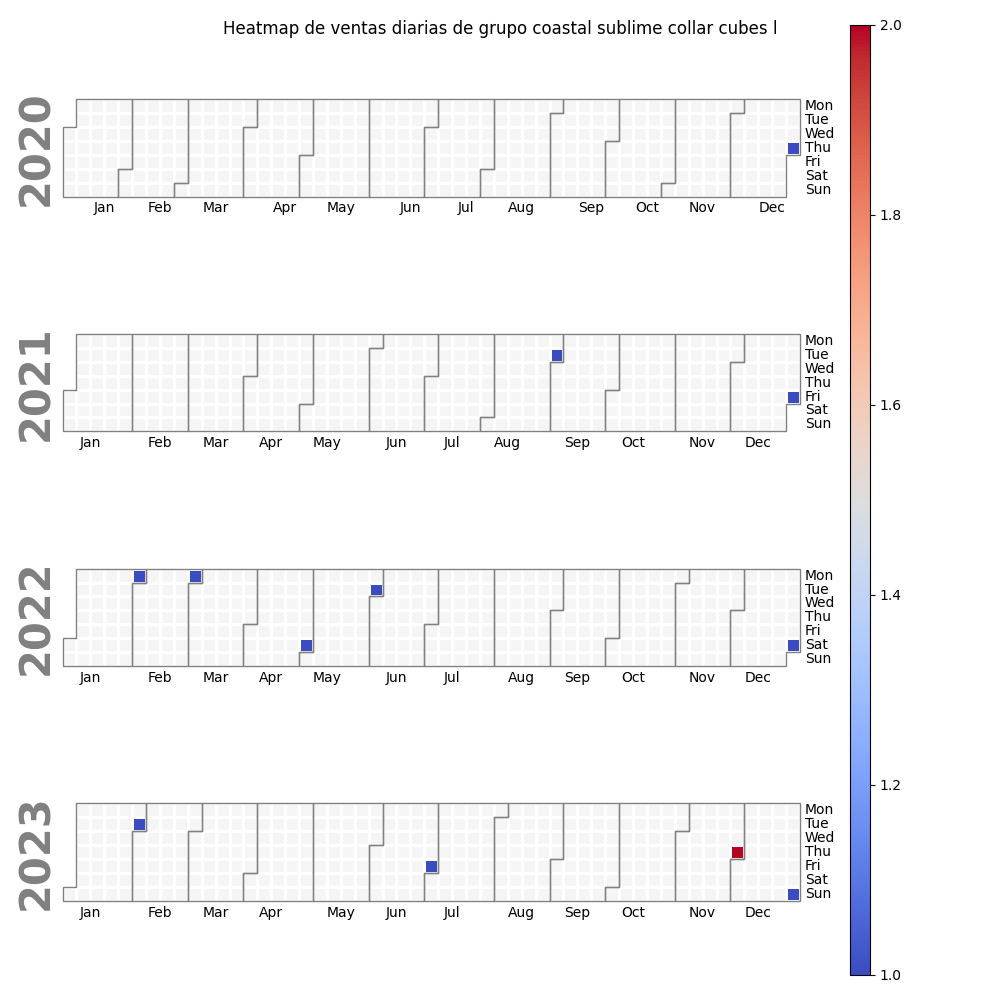 Heatmap de ventas diarias de grupo coastal sublime collar cubes l
2020
Mon
Tue
Wed
Thu
Fri
Sat
Sun
Jan Feb Mar Apr May Jun Jul Aug Sep Oct Nov Dec
2021
Mon
Tue
Wed
Thu
Fri
Sat
Sun
Jan Feb Mar Apr May Jun Jul Aug Sep Oct Nov Dec
2022
Mon
Tue
Wed
Thu
Fri
Sat
Sun
Jan Feb Mar Apr May Jun Jul Aug Sep Oct Nov Dec
2023
Mon
Tue
Wed
Thu
Fri
Sat
Sun
Jan Feb Mar Apr May Jun Jul Aug Sep Oct Nov Dec
2.0
1.8
1.6
1.4
1.2
1.0